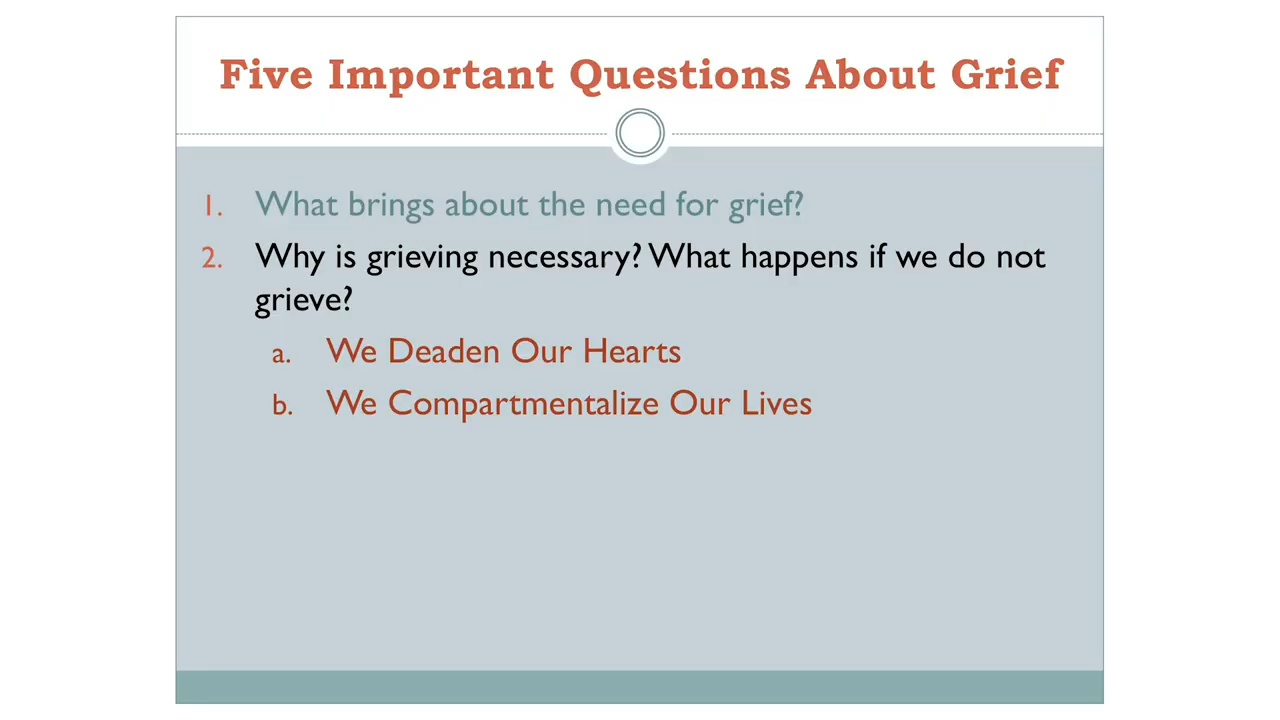 Five Important Questions About Grief
1. What brings about the need for grief?
2. Why is grieving necessary? What happens if we do not
grieve?
a. We Deaden Our Hearts
b. We Compartmentalize Our Lives